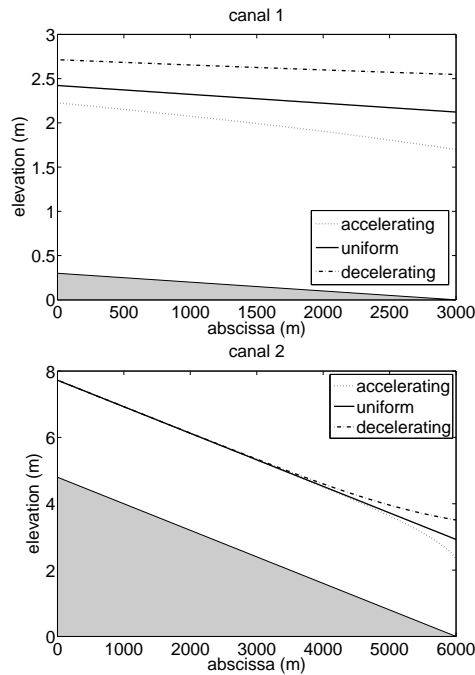 canal 1
elevation (m)
3
2.5
2
1.5
1
0.5
0
accelerating
uniform
decelerating
0 500 1000 1500 2000 2500 3000
abscissa (m)
canal 2
elevation (m)
8
6
4
2
0
accelerating
uniform
decelerating
0 1000 2000 3000 4000 5000 6000
abscissa (m)